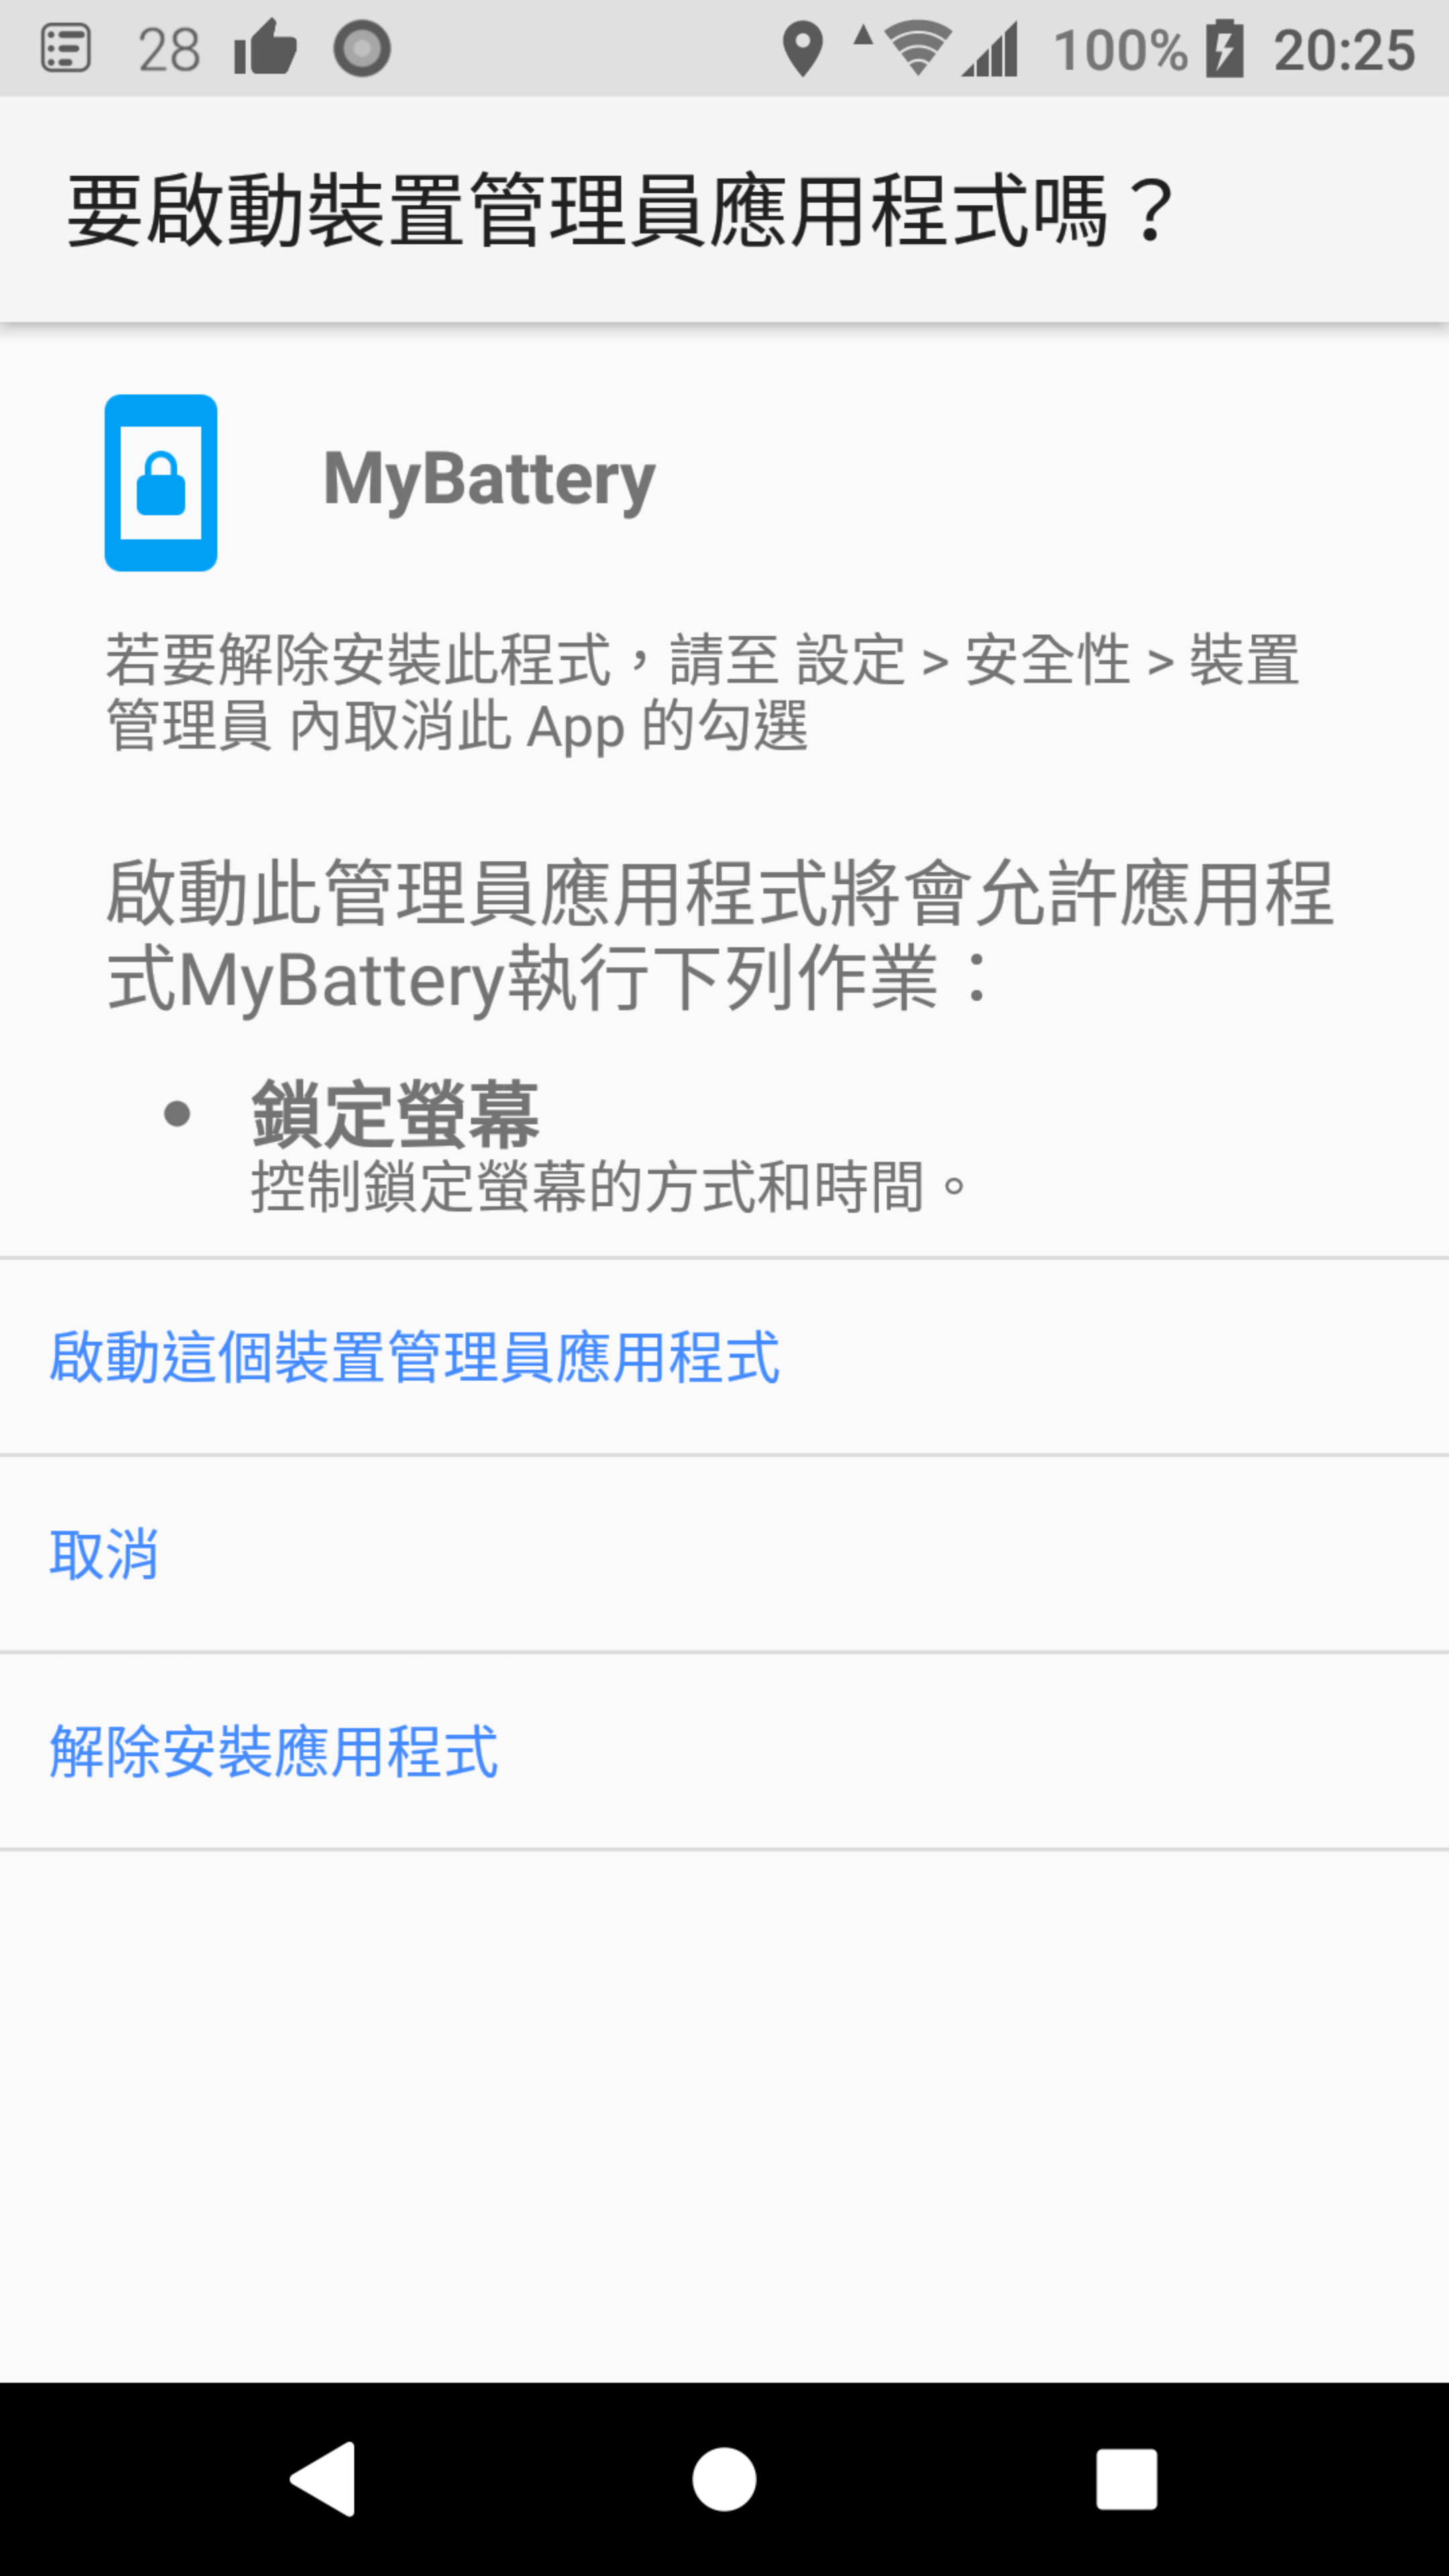 28 100% 20:25
要啟動裝置管理員應用程式嗎？
MyBattery
若要解除安裝此程式，請至 設定 > 安全性 > 裝置
管理員 內取消此 App 的勾選
啟動此管理員應用程式將會允許應用程
式MyBattery執行下列作業：
• 鎖定螢幕
控制鎖定螢幕的方式和時間。
啟動這個裝置管理員應用程式
取消
解除安裝應用程式